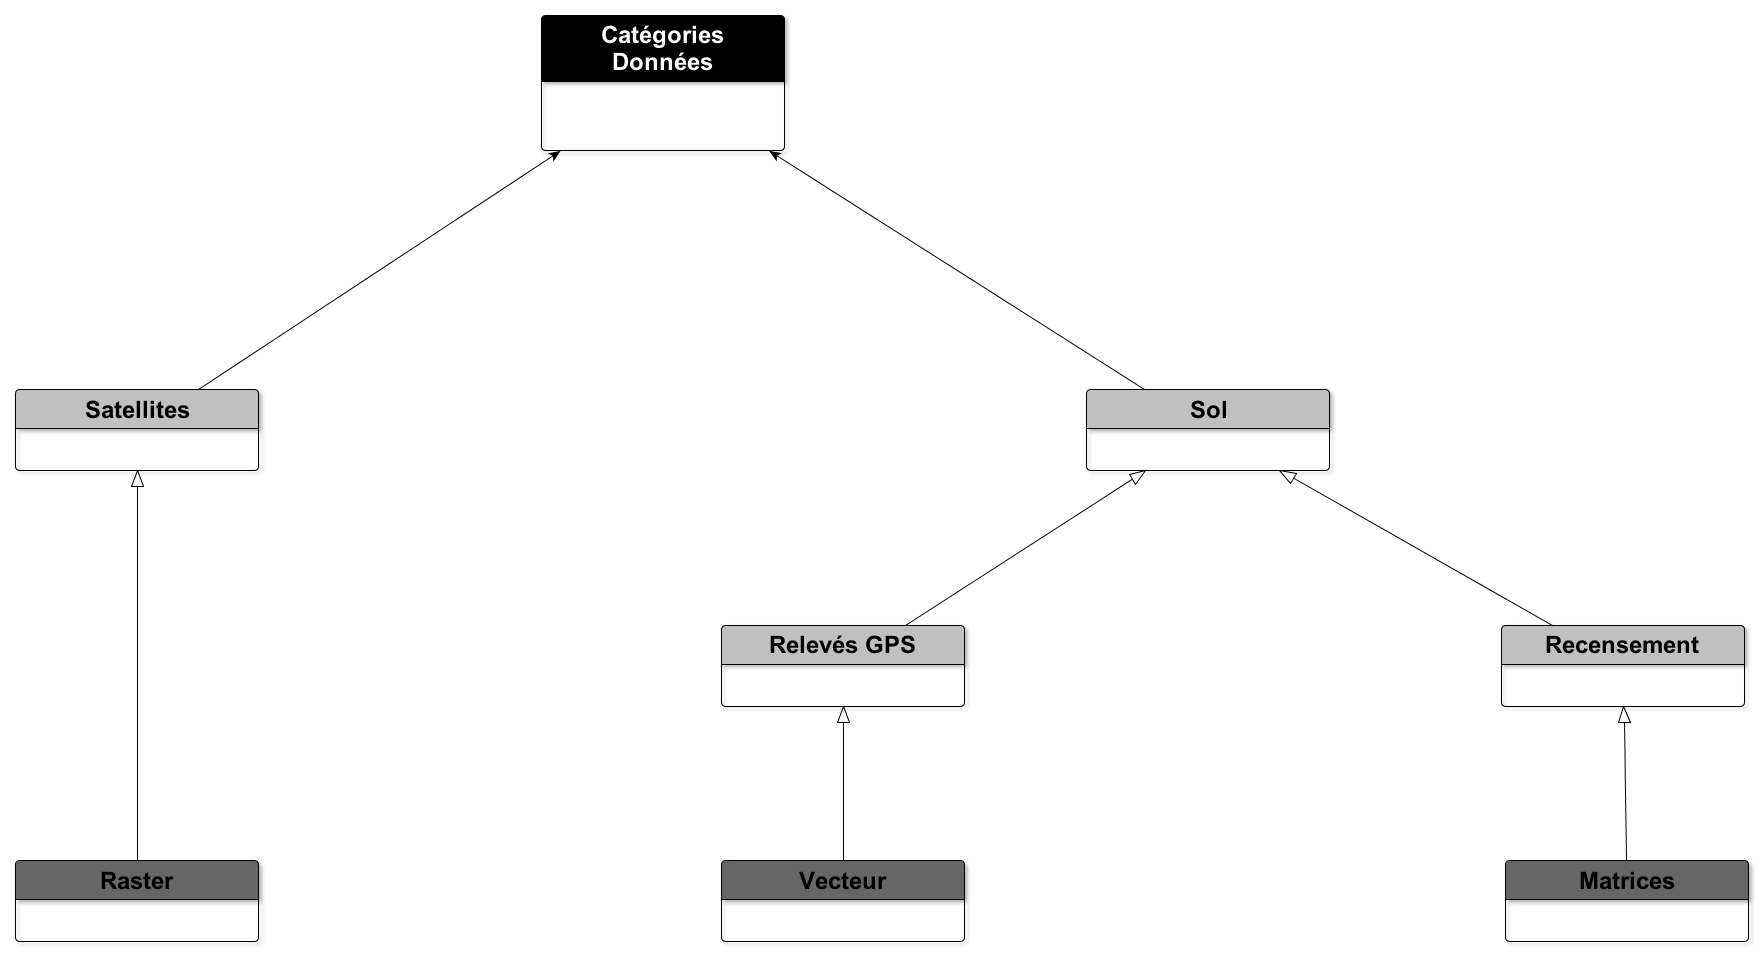 Catégories
Données
Satellites
Sol
Relevés GPS
Recensement
Raster
Vecteur
Matrices